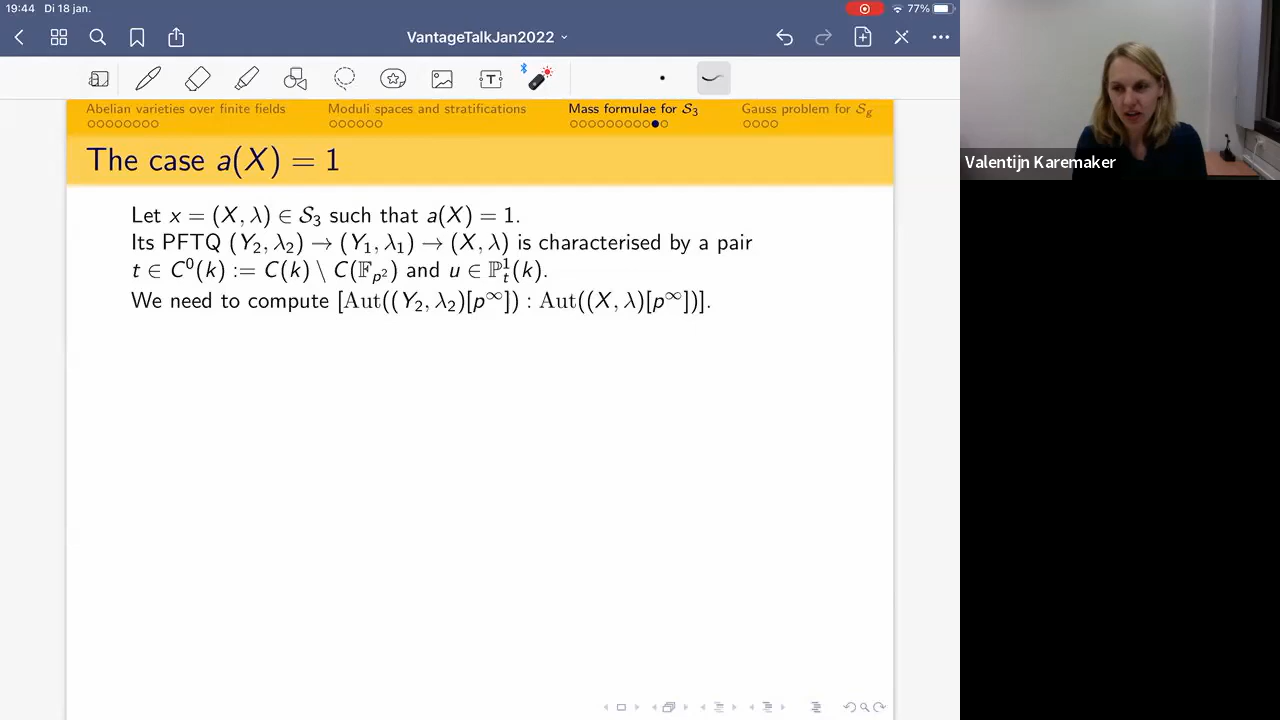 19:44 Di 18 jan. 77%
VantageTalkJan2022
Abelian varieties over finite fields Moduli spaces and stratifications Mass formulae for 𝒮₃ Gauss problem for 𝒮_g
The case a(X) = 1
Let x = (X, λ) ∈ 𝒮₃ such that a(X) = 1.
Its PFTQ (Y₂, λ₂) → (Y₁, λ₁) → (X, λ) is characterised by a pair
t ∈ C⁰(k) := C(k) \ C(𝔽_{p²}) and u ∈ ℙ¹_t(k).
We need to compute [Aut((Y₂, λ₂)[p^∞]) : Aut((X, λ)[p^∞])].
Valentijn Karemaker